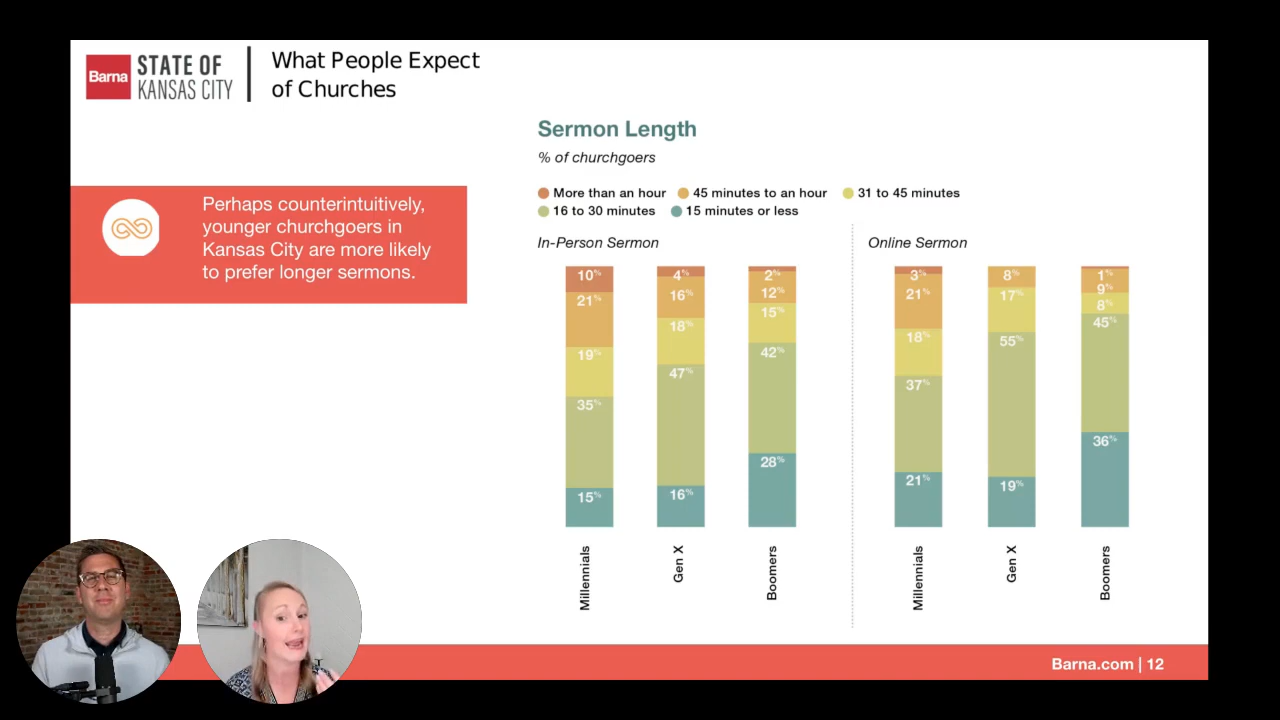 Barna
STATE OF
KANSAS CITY
What People Expect
of Churches
Perhaps counterintuitively,
younger churchgoers in
Kansas City are more likely
to prefer longer sermons.
Sermon Length
% of churchgoers
More than an hour
45 minutes to an hour
31 to 45 minutes
16 to 30 minutes
15 minutes or less
In-Person Sermon
10%
21%
19%
35%
15%
Millennials
4%
16%
18%
47%
16%
Gen X
2%
12%
15%
42%
28%
Boomers
Online Sermon
3%
21%
18%
37%
21%
Millennials
8%
17%
55%
19%
Gen X
1%
9%
8%
45%
36%
Boomers
Barna.com | 12